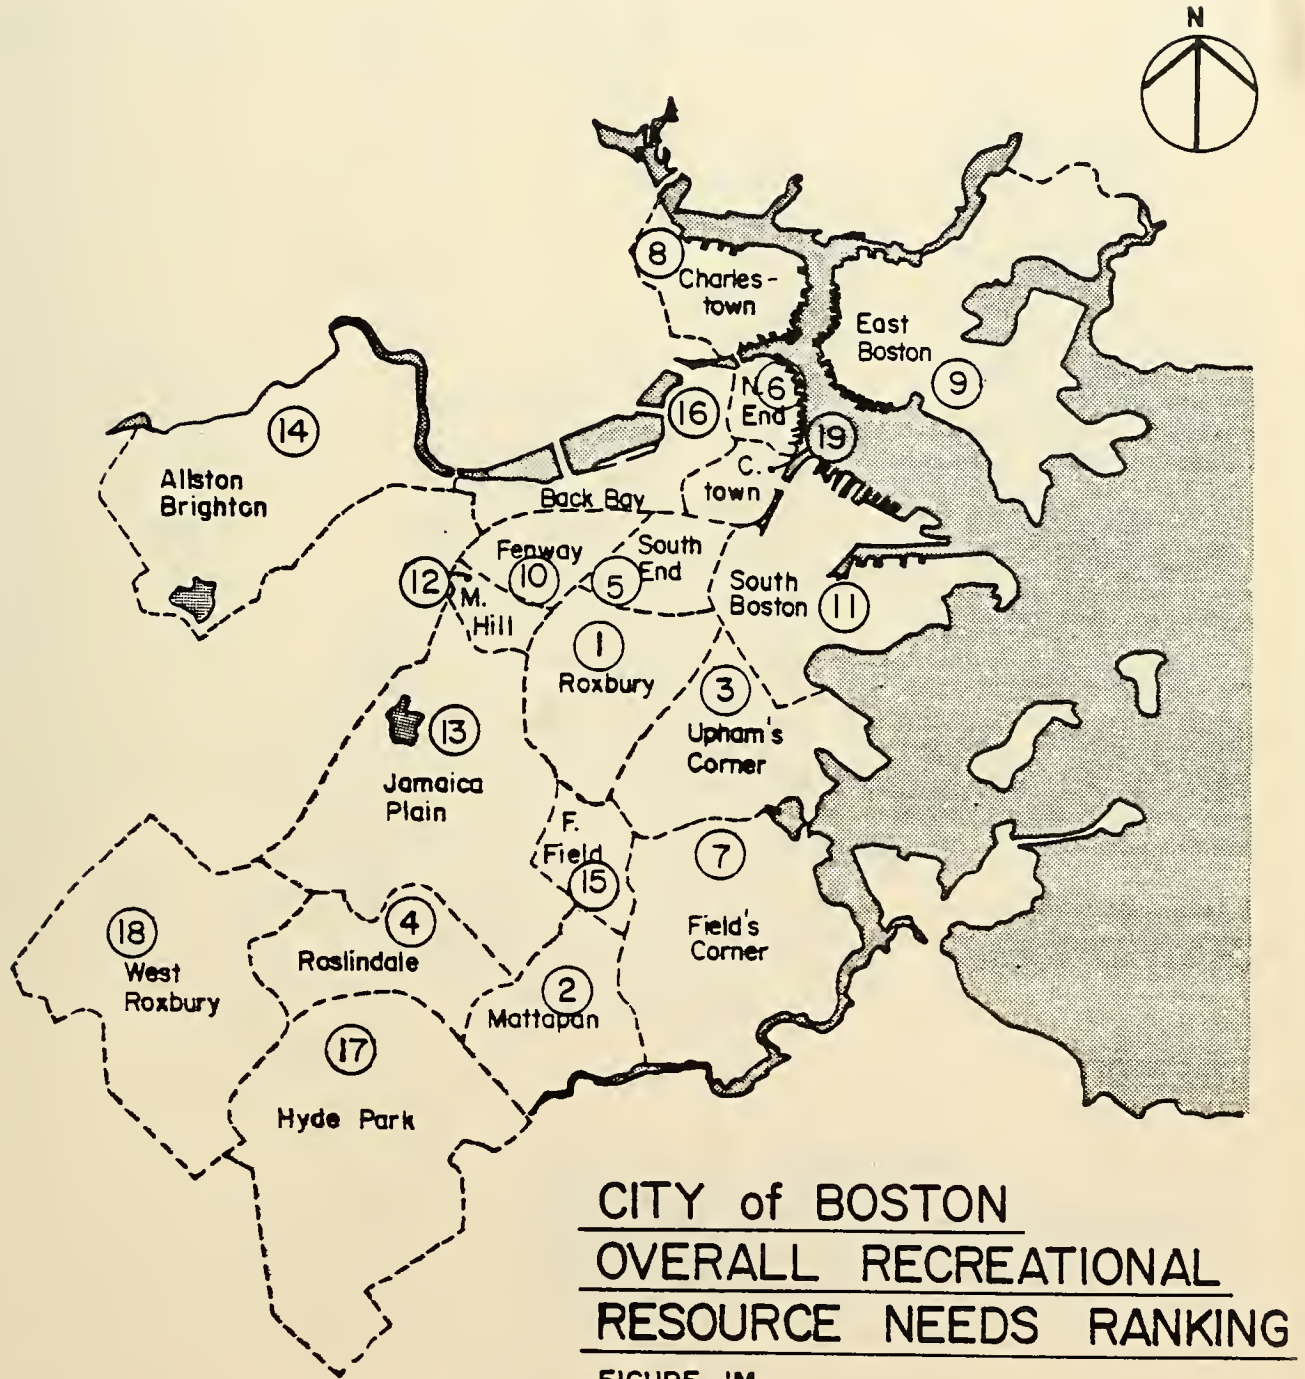 N
8
Charles-
town
East
Boston
9
N.
6
End
16
19
14
Allston
Brighton
C.
town
Back Bay
Fenway
10
South
End
5
12
M.
Hill
South
Boston
11
1
Roxbury
3
Upham's
Corner
13
Jamaica
Plain
F.
Field
15
7
Field's
Corner
18
West
Roxbury
4
Roslindale
2
Mattapan
17
Hyde Park
CITY of BOSTON
OVERALL RECREATIONAL
RESOURCE NEEDS RANKING